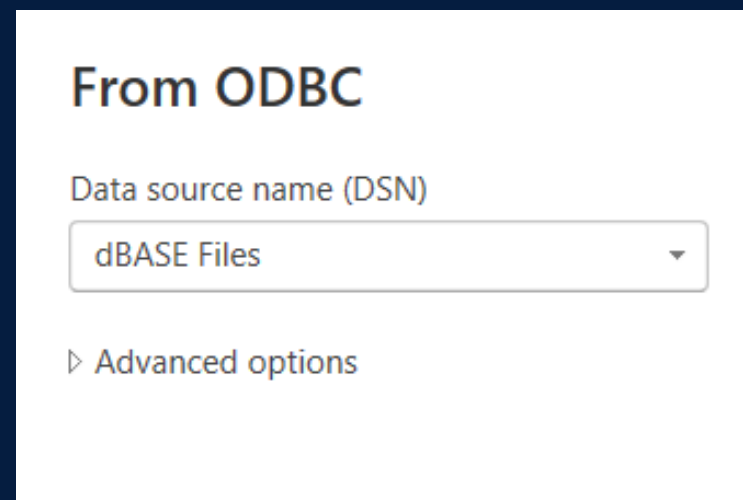 From ODBC
Data source name (DSN)
dBASE Files
Advanced options